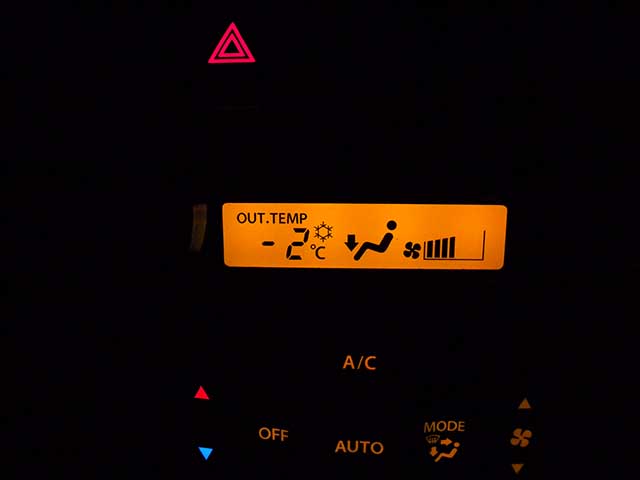 OUT.TEMP
-2°C
A/C
OFF
AUTO
MODE